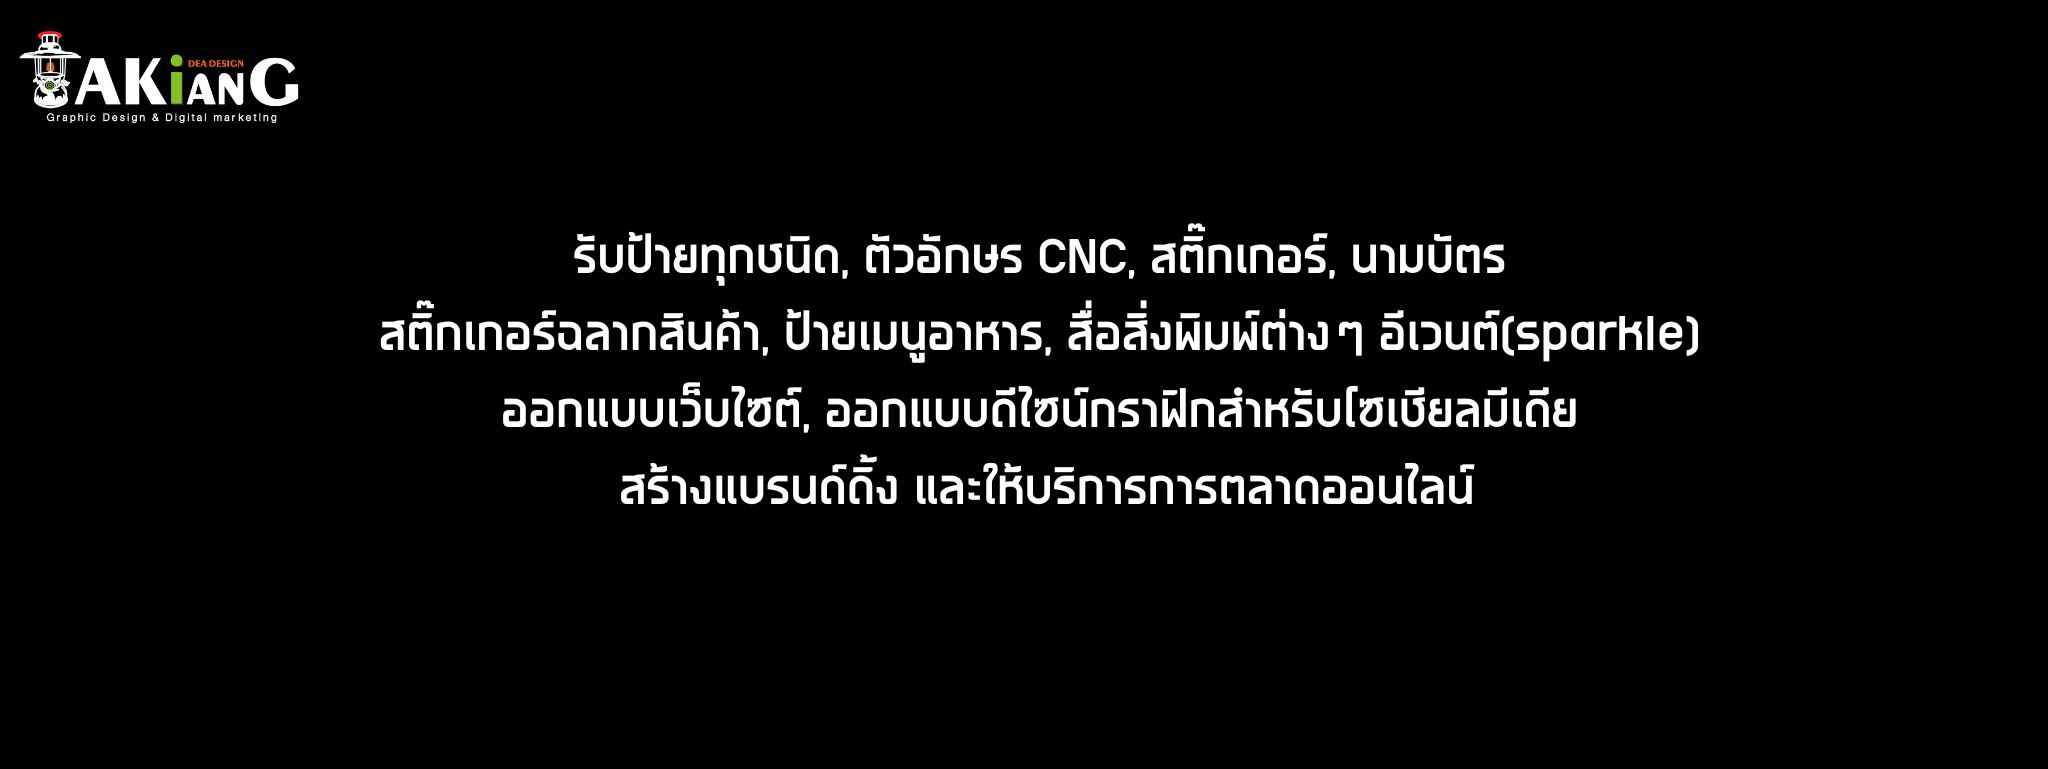 TAKiANG
DEA DESIGN
Graphic Design & Digital marketing
รับป้ายทุกชนิด, ตัวอักษร CNC, สติ๊กเกอร์, นามบัตร
สติ๊กเกอร์ฉลากสินค้า, ป้ายเมนูอาหาร, สื่อสิ่งพิมพ์ต่างๆ อีเวนต์(sparkle)
ออกแบบเว็บไซต์, ออกแบบดีไซน์กราฟิกสำหรับโซเชียลมีเดีย
สร้างแบรนด์ดิ้ง และให้บริการการตลาดออนไลน์